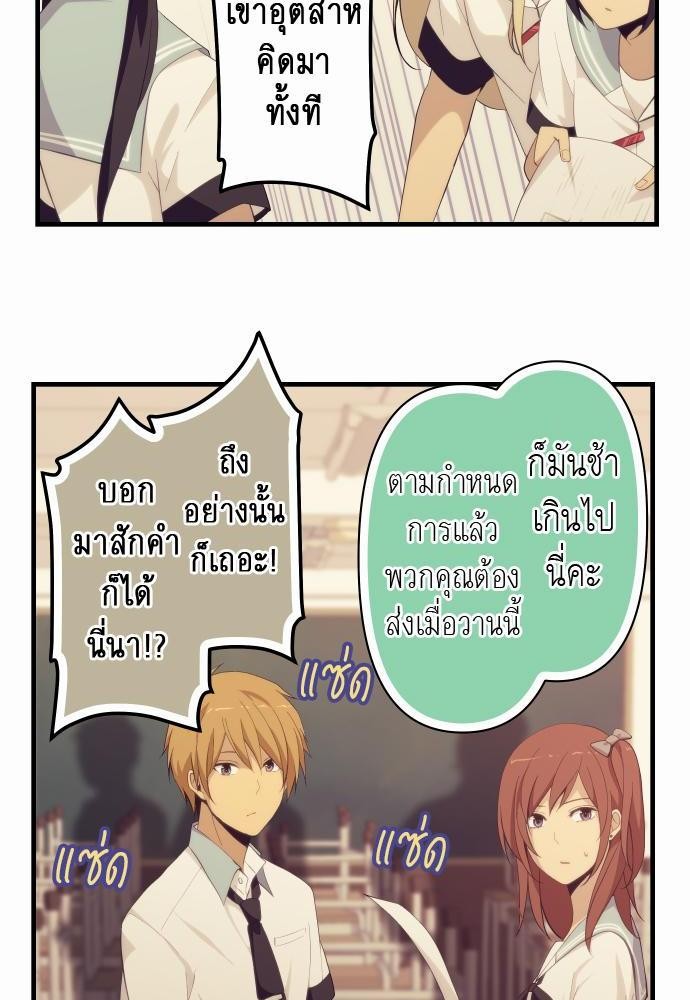 เขาอุตส่าห์
คิดมา
ทั้งที
ก็มันช้า
เกินไป
นี่คะ
ตามกำหนด
การแล้ว
พวกคุณต้อง
ส่งเมื่อวานนี้
ถึง
อย่างนั้น
ก็เถอะ!
บอก
มาสักคำ
ก็ได้
นี่นา!?
แซ่ด
แซ่ด
แซ่ด